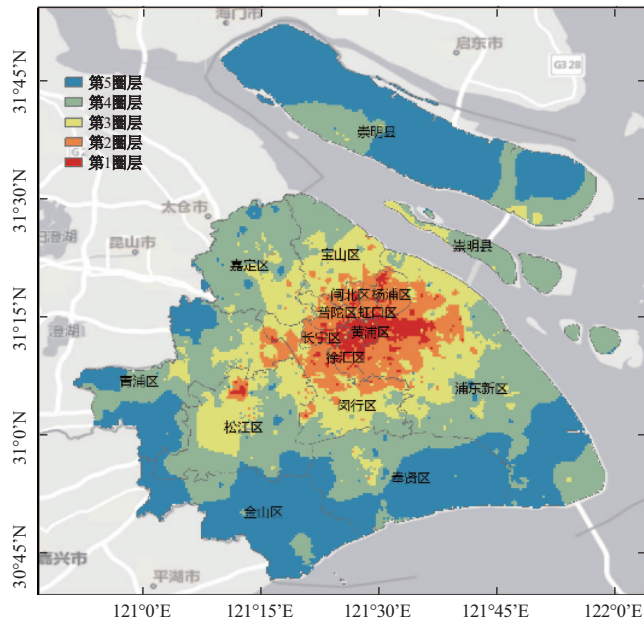 海门市
启东市
G328
31°45′N
第5圈层
第4圈层
第3圈层
第2圈层
第1圈层
崇明县
31°30′N
太仓市
昆山市
嘉定区
宝山区
崇明县
闸北区杨浦区
普陀区虹口区
31°15′N
长宁区
黄浦区
徐汇区
澄湖
青浦区
浦东新区
闵行区
31°0′N
松江区
奉贤区
金山区
30°45′N
嘉兴市
平湖市
121°0′E
121°15′E
121°30′E
121°45′E
122°0′E